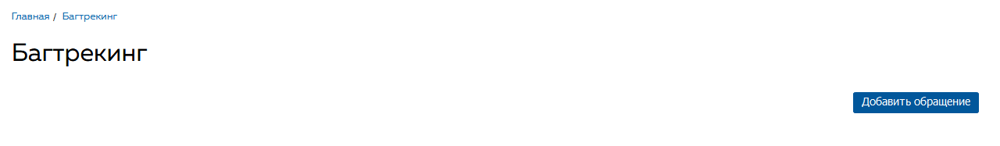 Главная / Багтрекинг
Багтрекинг
Добавить обращение